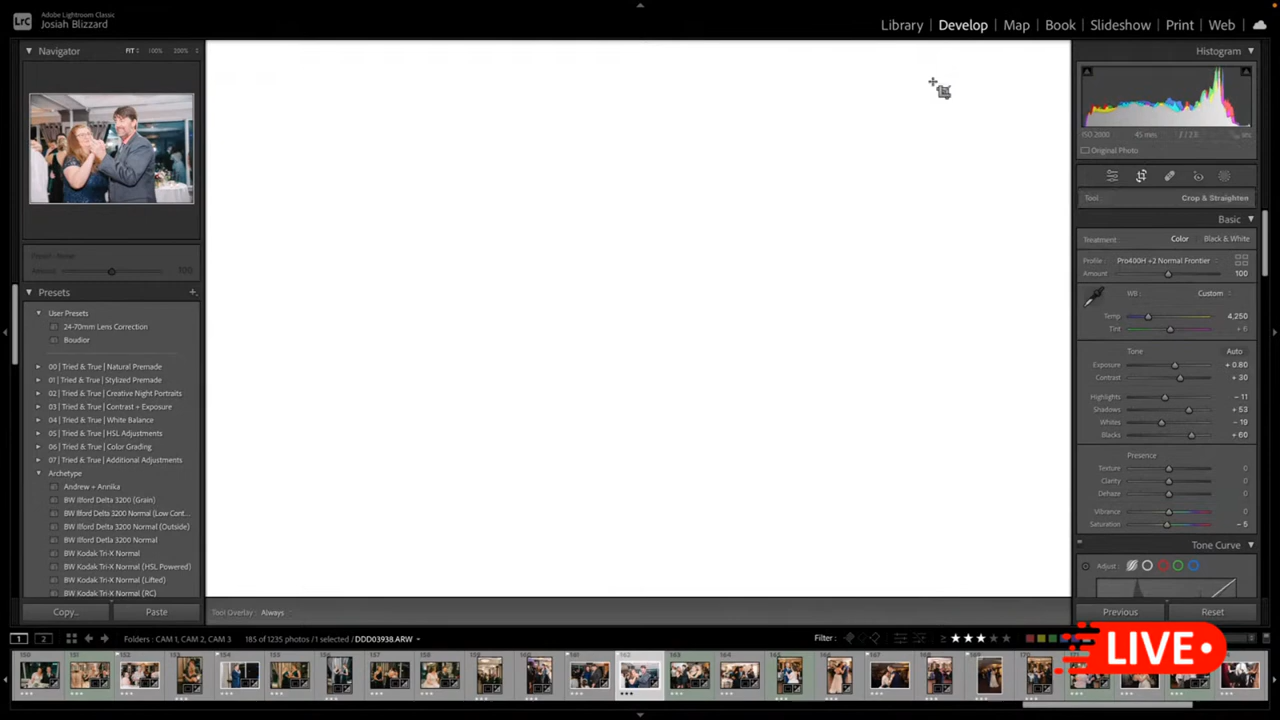 LrC Adobe Lightroom Classic
Josiah Blizzard
Library | Develop | Map | Book | Slideshow | Print | Web
Navigator FIT 100% 200%
Histogram
ISO 2000 45 mm
Original Photo
Tool Crop & Straighten
Basic
Treatment: Color Black & White
Profile: Pro400H +2 Normal Frontier
Amount 100
WB: Custom
Temp 4,250
Tint + 6
Tone Auto
Exposure + 0.80
Contrast + 30
Highlights - 11
Shadows + 53
Whites - 19
Blacks + 60
Presence
Texture 0
Clarity 0
Dehaze 0
Vibrance 0
Saturation - 5
Tone Curve
Adjust:
Previous Reset
Amount 100
Presets +
User Presets
24-70mm Lens Correction
Boudior
00 | Tried & True | Natural Premade
01 | Tried & True | Stylized Premade
02 | Tried & True | Creative Night Portraits
03 | Tried & True | Contrast + Exposure
04 | Tried & True | White Balance
05 | Tried & True | HSL Adjustments
06 | Tried & True | Color Grading
07 | Tried & True | Additional Adjustments
Archetype
Andrew + Annika
BW Ilford Delta 3200 (Grain)
BW Ilford Delta 3200 Normal (Low Cont...
BW Ilford Delta 3200 Normal (Outside)
BW Ilford Detla 3200 Normal
BW Kodak Tri-X Normal
BW Kodak Tri-X Normal (HSL Powered)
BW Kodak Tri-X Normal (Lifted)
BW Kodak Tri-X Normal (RC)
Copy... Paste
Tool Overlay: Always
1 2 Folders : CAM 1, CAM 2, CAM 3 185 of 1235 photos / 1 selected / DDD03938.ARW Filter: ≥ ★★★
LIVE